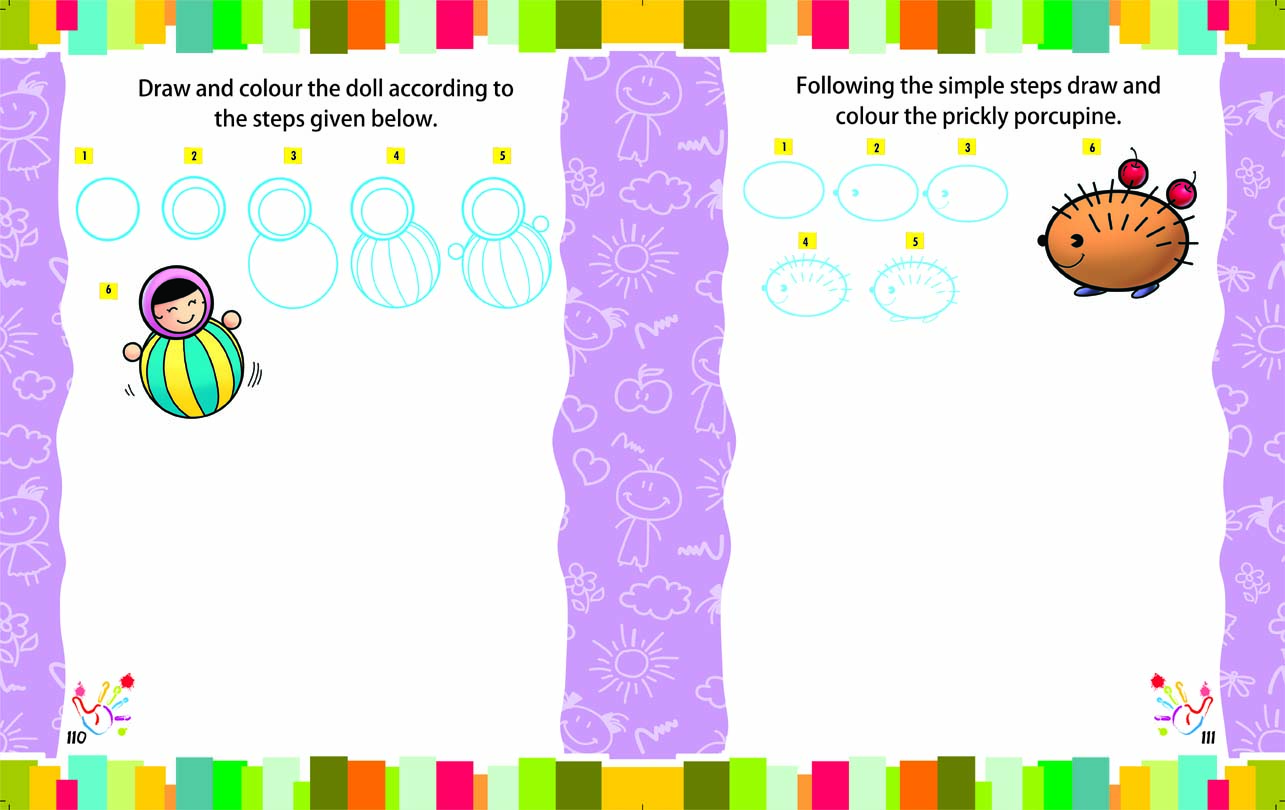 Draw and colour the doll according to
the steps given below.
1 2 3 4 5
6
110
Following the simple steps draw and
colour the prickly porcupine.
1 2 3 6
4 5
111